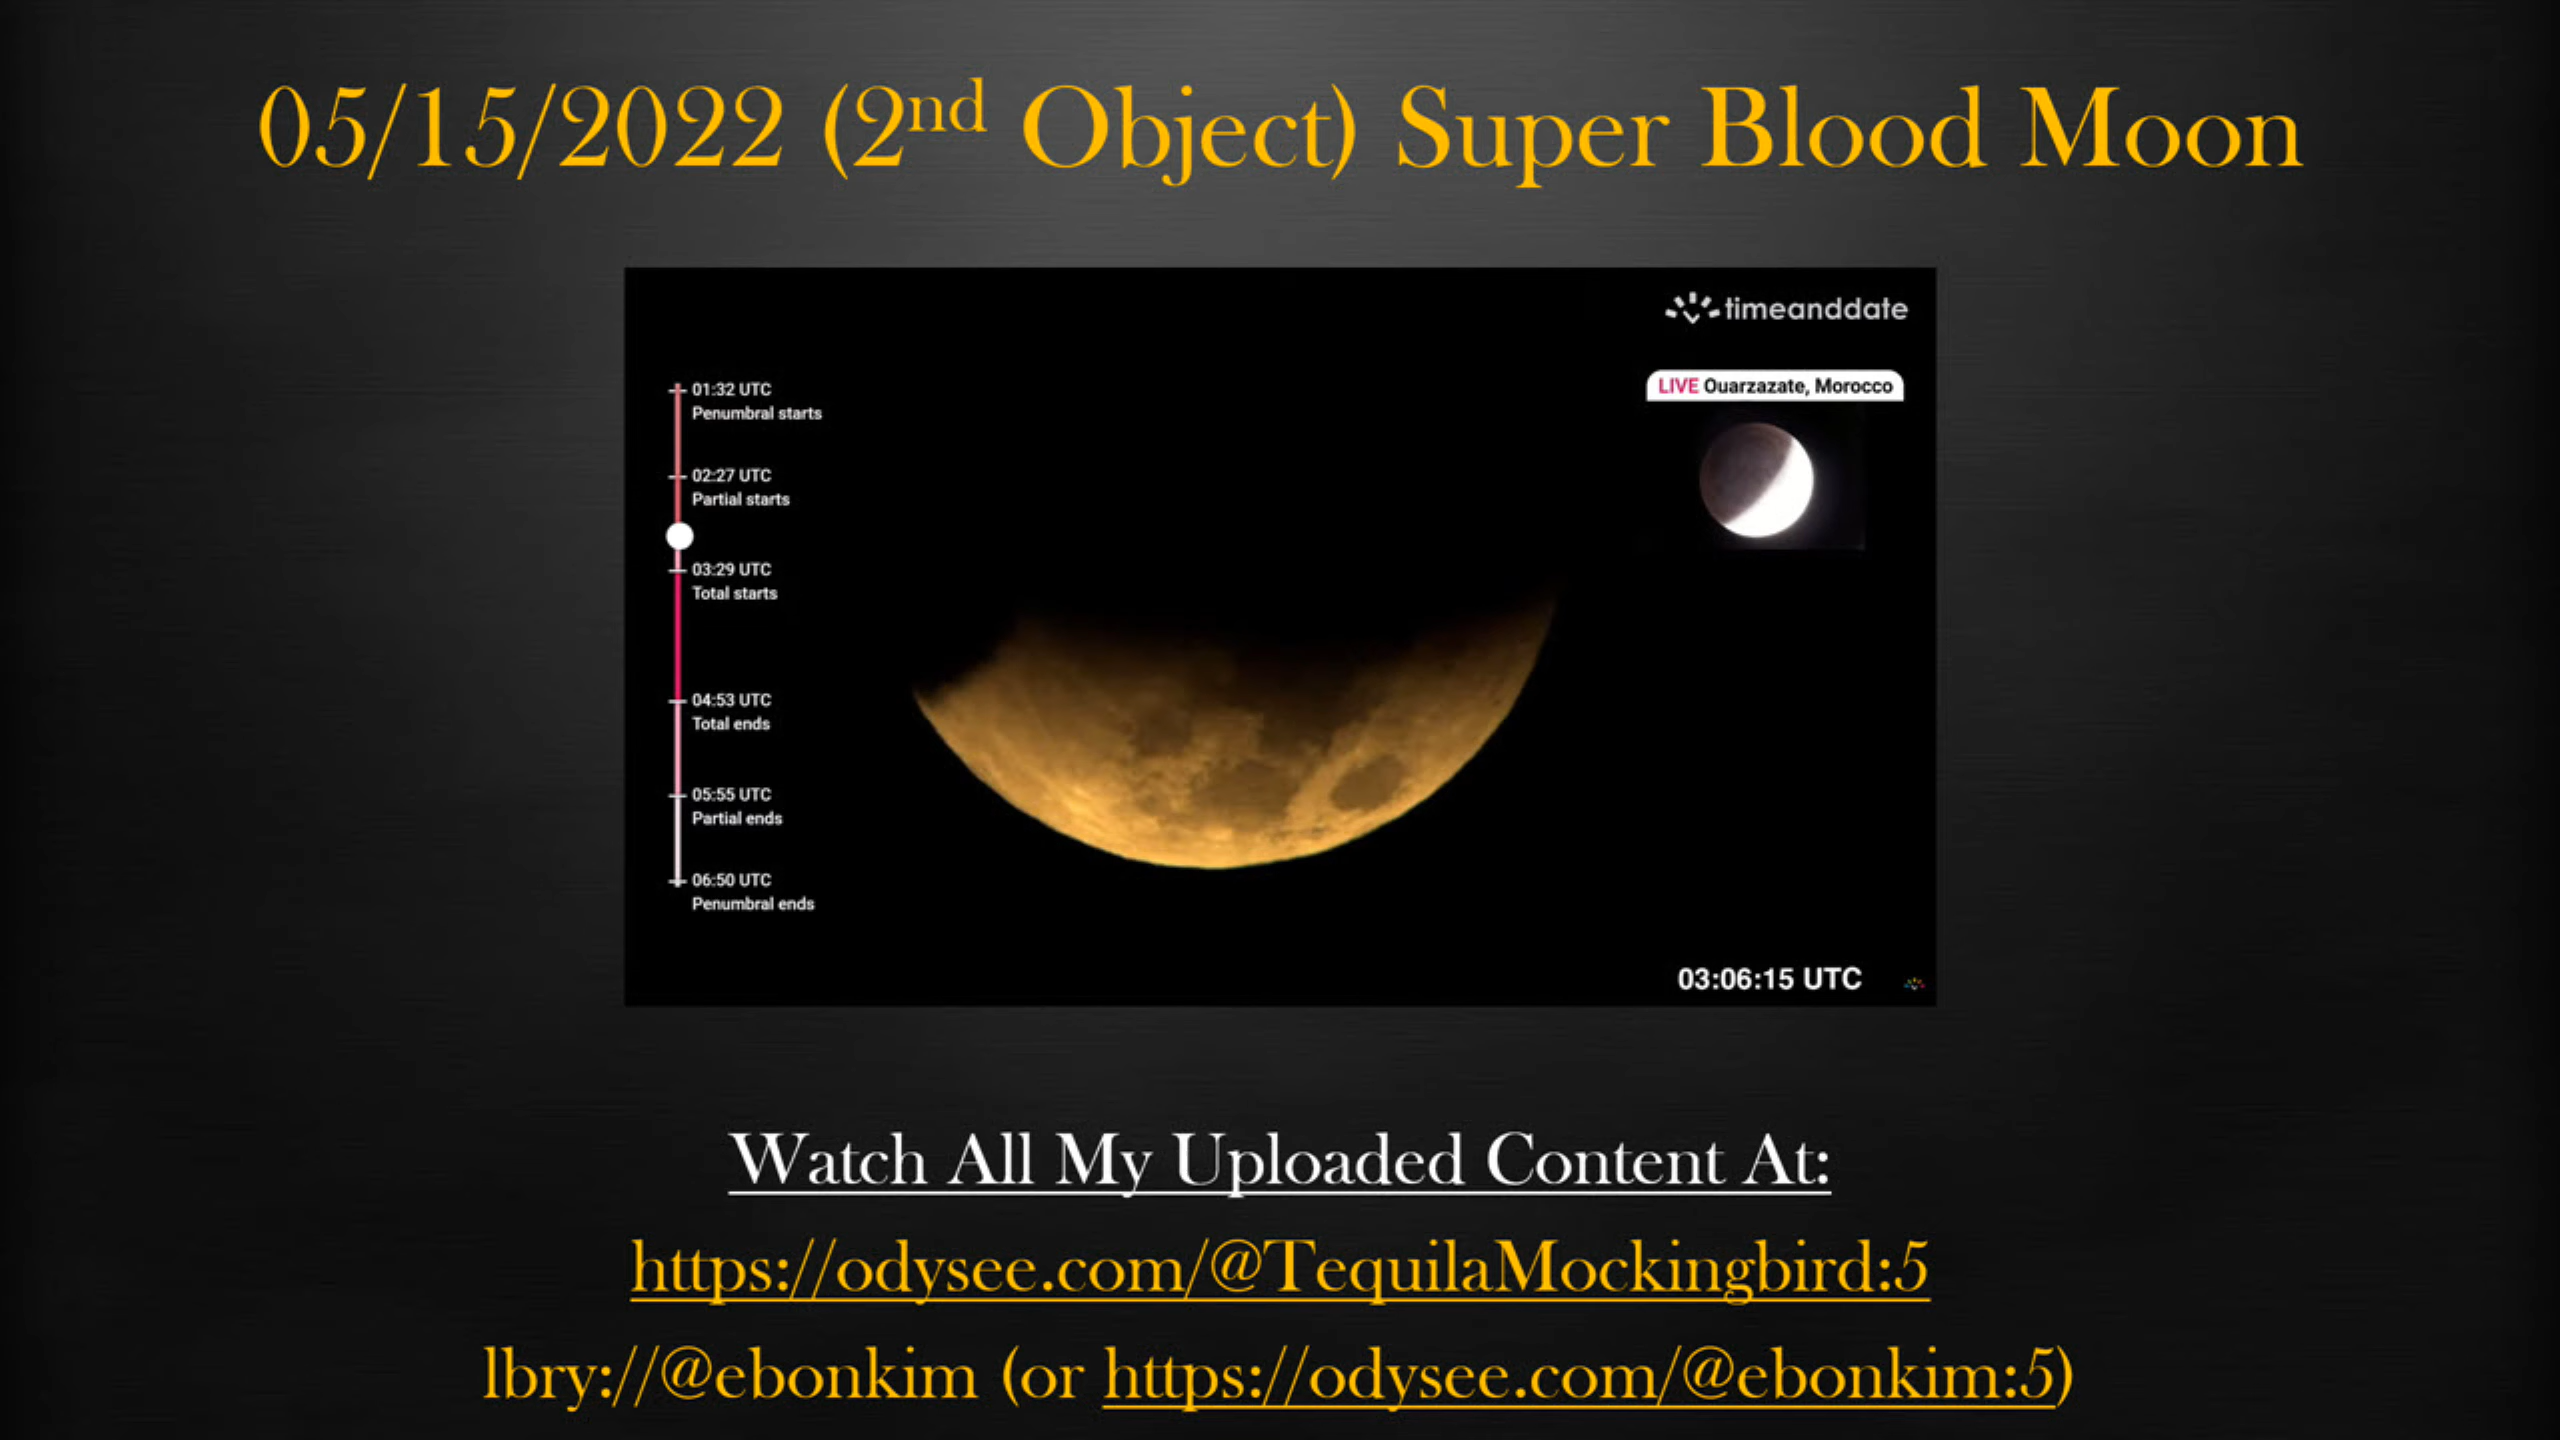 05/15/2022 (2nd Object) Super Blood Moon
timeanddate
LIVE Ouarzazate, Morocco
01:32 UTC
Penumbral starts
02:27 UTC
Partial starts
03:29 UTC
Total starts
04:53 UTC
Total ends
05:55 UTC
Partial ends
06:50 UTC
Penumbral ends
03:06:15 UTC
Watch All My Uploaded Content At:
https://odysee.com/@TequilaMockingbird:5
lbry://@ebonkim (or https://odysee.com/@ebonkim:5)